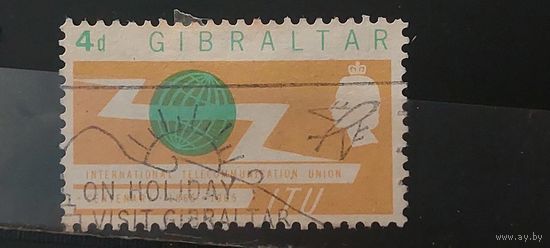 4d GIBRALTAR
INTERNATIONAL TELECOMMUNICATION UNION
ITU
ON HOLIDAY
VISIT GIBRALTAR
www.ay.by